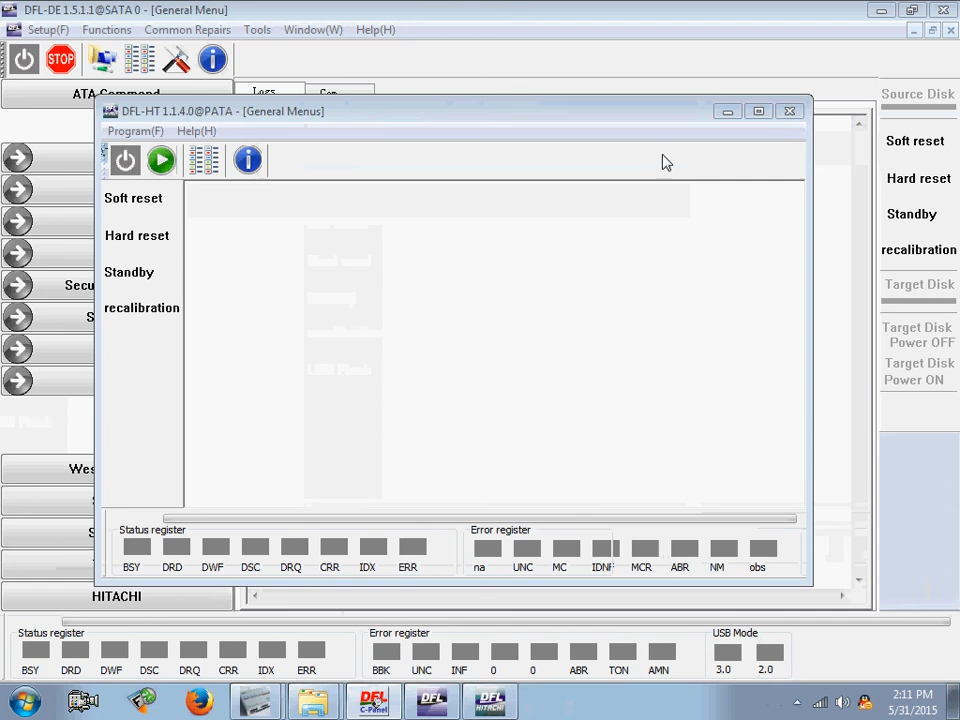 DFL-DE 1.5.1.1@SATA 0 - [General Menu]
Setup(F) Functions Common Repairs Tools Window(W) Help(H)
STOP
ATA Command
Logs
Source Disk
DFL-HT 1.1.4.0@PATA - [General Menus]
Program(F) Help(H)
Soft reset
Hard reset
Standby
recalibration
Soft reset
Hard reset
Standby
recalibration
Target Disk
Target Disk
Power OFF
Target Disk
Power ON
Secu
S
Wes
S
S
HITACHI
Status register
BSY DRD DWF DSC DRQ CRR IDX ERR
Error register
na UNC MC IDNF MCR ABR NM obs
Status register
BSY DRD DWF DSC DRQ CRR IDX ERR
Error register
BBK UNC INF 0 0 ABR TON AMN
USB Mode
3.0 2.0
DFL
C-Panel
DFL
DFL
HITACHI
2:11 PM
5/31/2015